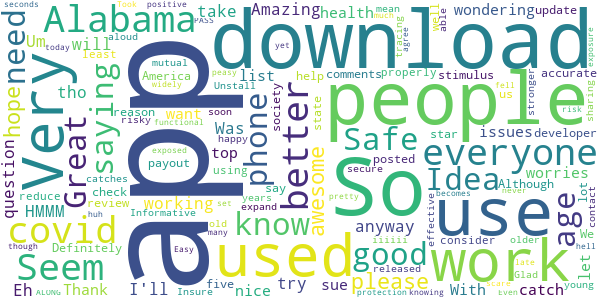 Alabama
download
take
Amazing
health
wondering
update
need
Very
Um
will
aloud
America
mutual
PASS
agree
mean
many
comments
well
able
yet
tracing
properly
stimulus
accurate
exposure
hope
tho
least
peasy
widely
Unstall
today
list
help
people
stronger
risk
us
fell
sharing
saying
app
phone
better
state
society
question
Great
reason
risky
want
functional
soon
happy
exposed
payout
using
Was
top
so
Safe
star
issues
developer
posted
everyone
secure
Although
worries
HMMM
reduce
catches
check
review
say
years
expand
awesome
anyway
Idea
use
age
lot
becomes
never
contact
covid
though
working
Informative
set
huh
used
know
old
many
iiiiii
good
pretty
consider
effective
older
We
let
hell
Seem
Definitely
five
Easy
nice
try
sue
please
released
work
With
catch
late
Glad
young
Eh
ALONG
Thank
I'll
Insure
protection
knowing
share
Even
seconds
Took
positive
much